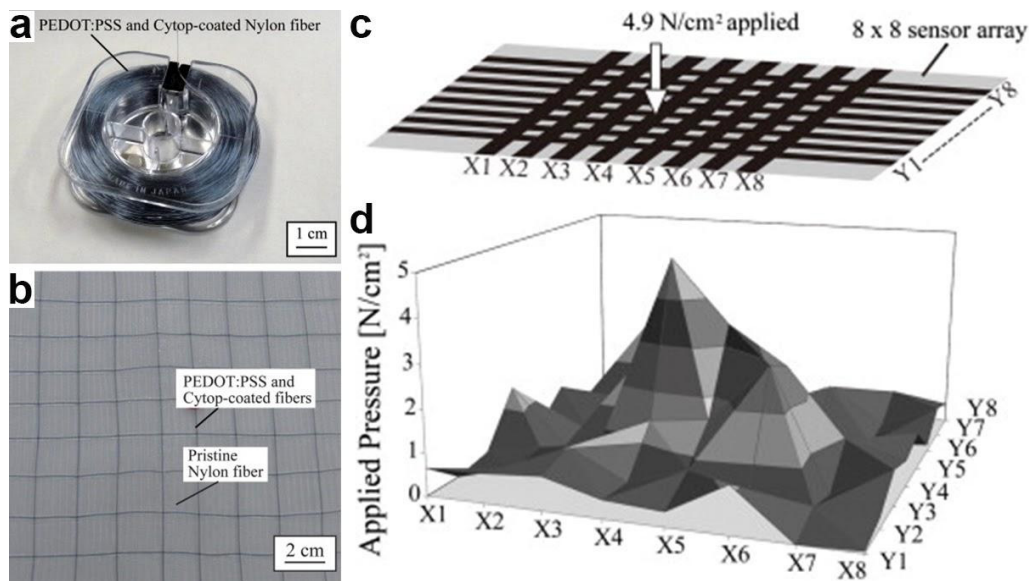 a
PEDOT:PSS and Cytop-coated Nylon fiber
MADE IN JAPAN
1 cm
b
PEDOT:PSS and
Cytop-coated fibers
Pristine
Nylon fiber
2 cm
c
4.9 N/cm² applied
8 x 8 sensor array
X1 X2 X3 X4 X5 X6 X7 X8
Y1
Y8
d
Applied Pressure [N/cm²]
5
4
3
2
1
0
X1 X2 X3 X4 X5 X6 X7 X8
Y8
Y7
Y6
Y5
Y4
Y3
Y2
Y1